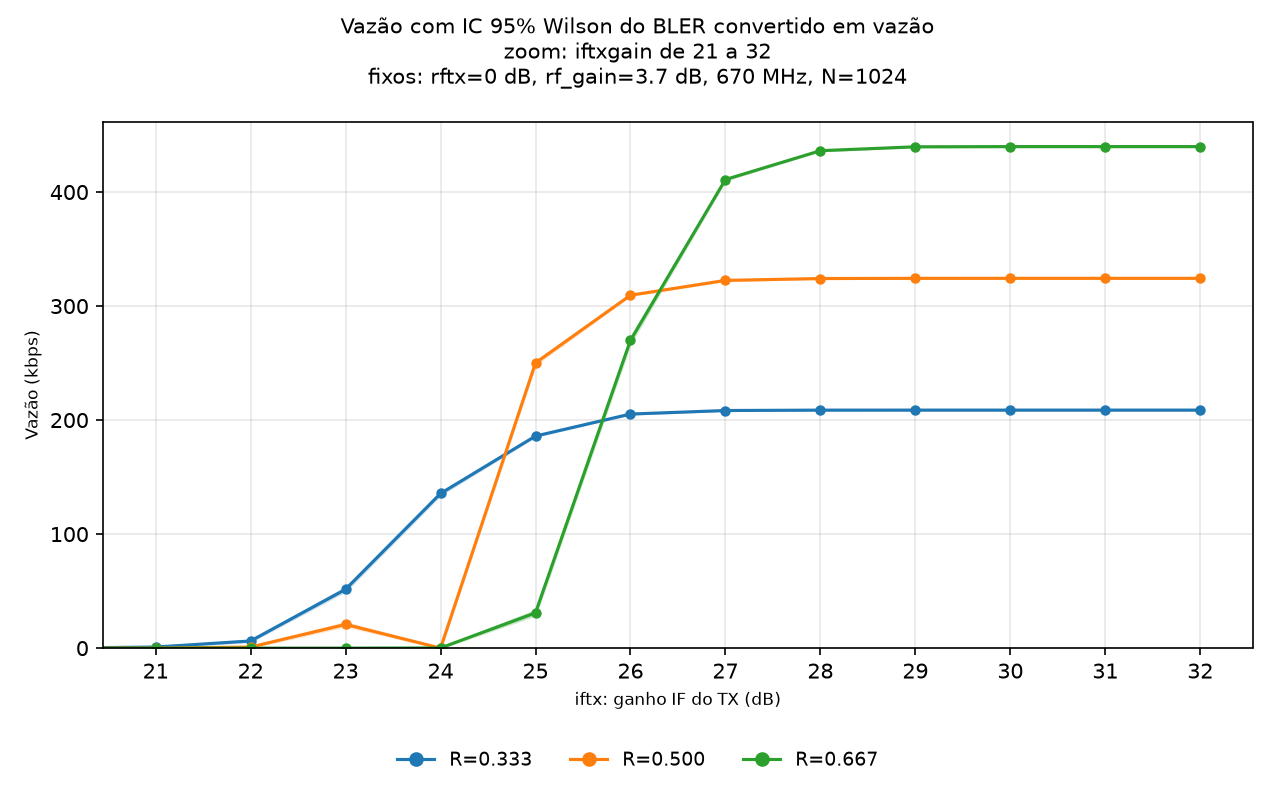 Vazão com IC 95% Wilson do BLER convertido em vazão
zoom: iftxgain de 21 a 32
fixos: rftx=0 dB, rf_gain=3.7 dB, 670 MHz, N=1024
Vazão (kbps)
400
300
200
100
0
21 22 23 24 25 26 27 28 29 30 31 32
iftx: ganho IF do TX (dB)
R=0.333 R=0.500 R=0.667